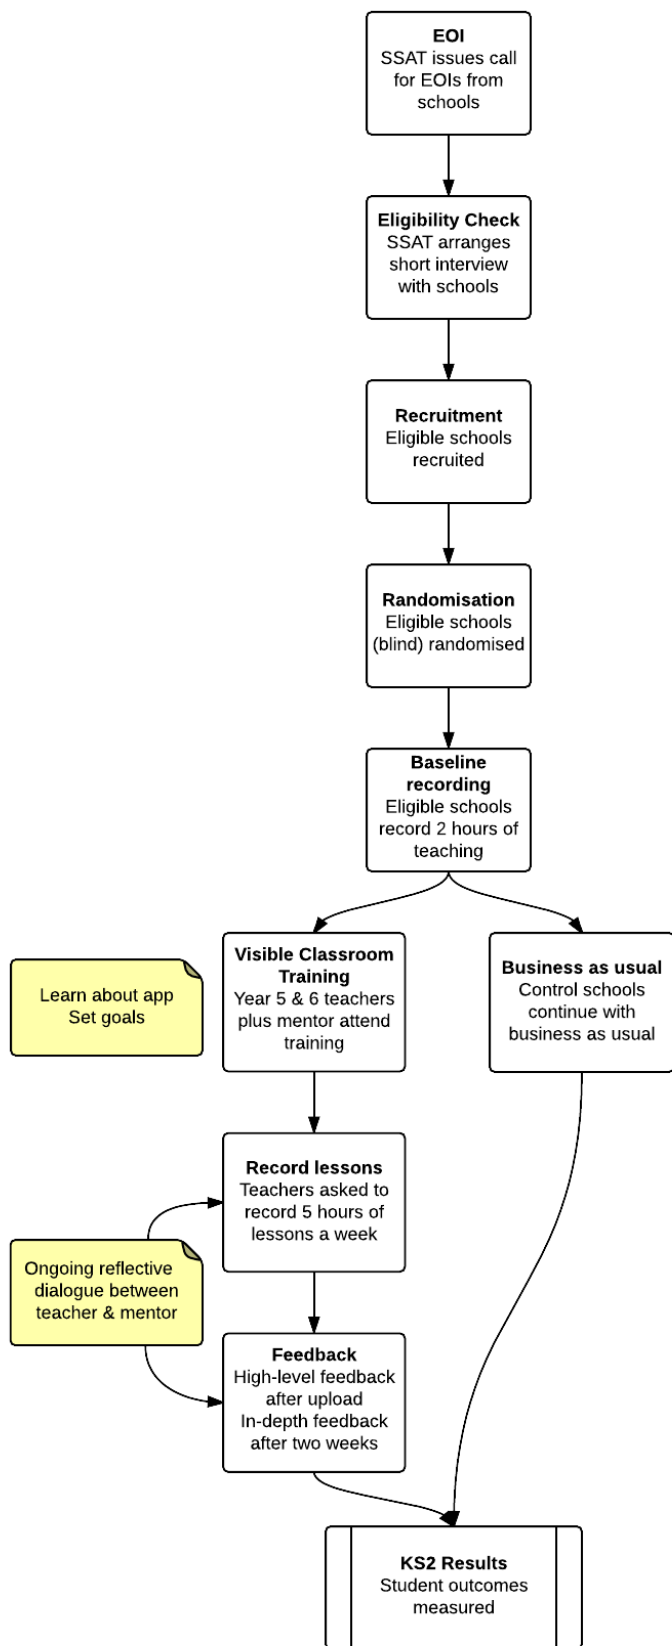 EOI
SSAT issues call
for EOIs from
schools
Eligibility Check
SSAT arranges
short interview
with schools
Recruitment
Eligible schools
recruited
Randomisation
Eligible schools
(blind) randomised
Baseline
recording
Eligible schools
record 2 hours of
teaching
Learn about app
Set goals
Visible Classroom
Training
Year 5 & 6 teachers
plus mentor attend
training
Business as usual
Control schools
continue with
business as usual
Record lessons
Teachers asked to
record 5 hours of
lessons a week
Ongoing reflective
dialogue between
teacher & mentor
Feedback
High-level feedback
after upload
In-depth feedback
after two weeks
KS2 Results
Student outcomes
measured